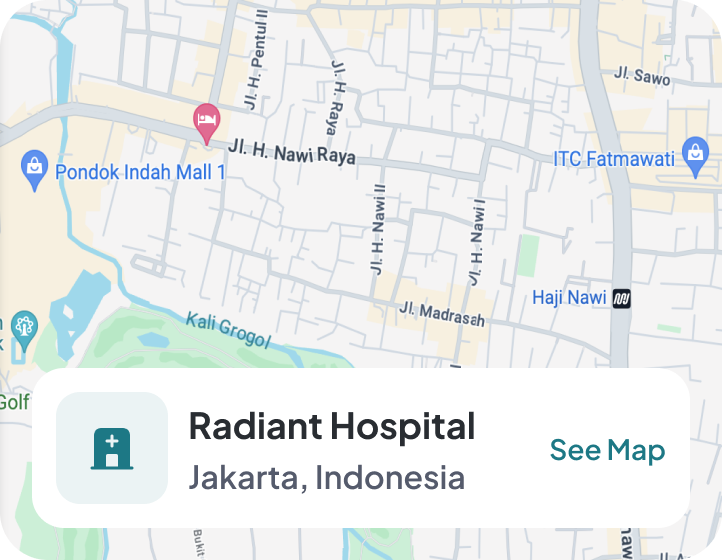 Jl. H. Pentul II
Jl. H. Raya
Jl. Sawo
Jl. H. Nawi Raya
ITC Fatmawati
Pondok Indah Mall 1
Jl. H. Nawi II
Jl. H. Nawi I
Haji Nawi
Jl. Madrasah
Kali Grogol
Golf
Radiant Hospital
Jakarta, Indonesia
See Map
Bukit